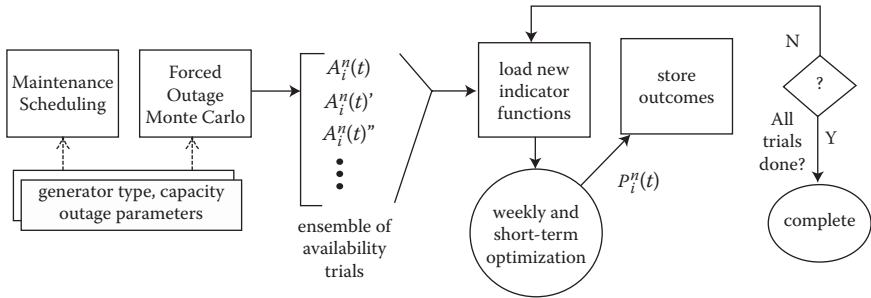 Maintenance
Scheduling
Forced
Outage
Monte Carlo
generator type, capacity
outage parameters
A_i^n(t)
A_i^n(t)'
A_i^n(t)"
ensemble of
availability
trials
load new
indicator
functions
weekly and
short-term
optimization
P_i^n(t)
store
outcomes
N
?
All
trials
done?
Y
complete